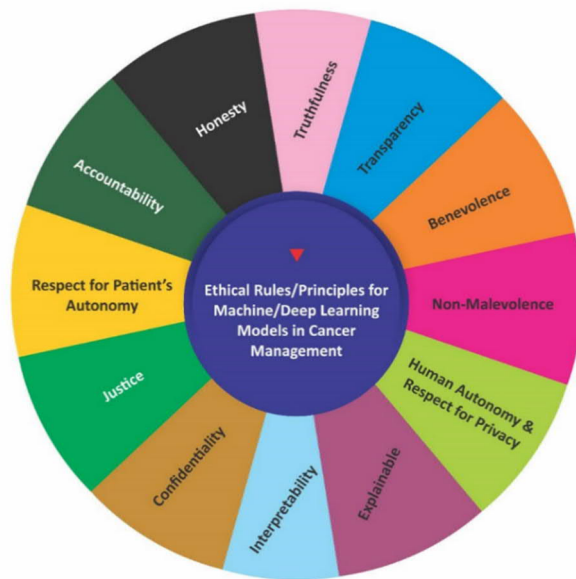 Ethical Rules/Principles for
Machine/Deep Learning
Models in Cancer
Management
Truthfulness
Transparency
Benevolence
Non-Malevolence
Human Autonomy &
Respect for Privacy
Explainable
Interpretability
Confidentiality
Justice
Respect for Patient's
Autonomy
Accountability
Honesty